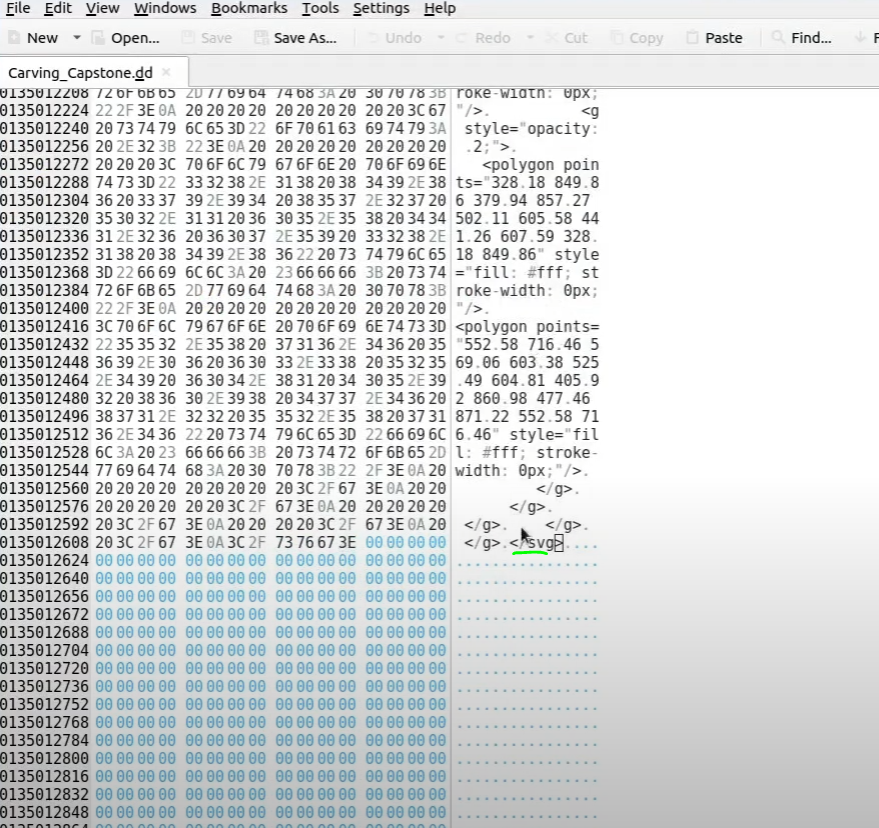 File Edit View Windows Bookmarks Tools Settings Help
New Open... Save Save As... Undo Redo Cut Copy Paste Find... F
Carving_Capstone.dd
0135012208 72 6F 6B 65 2D 77 69 64 74 68 3A 20 30 70 78 3B roke-width: 0px;
0135012224 22 2F 3E 0A 20 20 20 20 20 20 20 20 20 20 3C 67 "/>.          <g
0135012240 20 73 74 79 6C 65 3D 22 6F 70 61 63 69 74 79 3A  style="opacity:
0135012256 20 2E 32 3B 22 3E 0A 20 20 20 20 20 20 20 20 20  .2;">.
0135012272 20 20 20 3C 70 6F 6C 79 67 6F 6E 20 70 6F 69 6E    <polygon poin
0135012288 74 73 3D 22 33 32 38 2E 31 38 20 38 34 39 2E 38 ts="328.18 849.8
0135012304 36 20 33 37 39 2E 39 34 20 38 35 37 2E 32 37 20 6 379.94 857.27
0135012320 35 30 32 2E 31 31 20 36 30 35 2E 35 38 20 34 34 502.11 605.58 44
0135012336 31 2E 32 36 20 36 30 37 2E 35 39 20 33 32 38 2E 1.26 607.59 328.
0135012352 31 38 20 38 34 39 2E 38 36 22 20 73 74 79 6C 65 18 849.86" style
0135012368 3D 22 66 69 6C 6C 3A 20 23 66 66 66 3B 20 73 74 ="fill: #fff; st
0135012384 72 6F 6B 65 2D 77 69 64 74 68 3A 20 30 70 78 3B roke-width: 0px;
0135012400 22 2F 3E 0A 20 20 20 20 20 20 20 20 20 20 20 20 "/>.
0135012416 3C 70 6F 6C 79 67 6F 6E 20 70 6F 69 6E 74 73 3D <polygon points=
0135012432 22 35 35 32 2E 35 38 20 37 31 36 2E 34 36 20 35 "552.58 716.46 5
0135012448 36 39 2E 30 36 20 36 30 33 2E 33 38 20 35 32 35 69.06 603.38 525
0135012464 2E 34 39 20 36 30 34 2E 38 31 20 34 30 35 2E 39 .49 604.81 405.9
0135012480 32 20 38 36 30 2E 39 38 20 34 37 37 2E 34 36 20 2 860.98 477.46
0135012496 38 37 31 2E 32 32 20 35 35 32 2E 35 38 20 37 31 871.22 552.58 71
0135012512 36 2E 34 36 22 20 73 74 79 6C 65 3D 22 66 69 6C 6.46" style="fil
0135012528 6C 3A 20 23 66 66 66 3B 20 73 74 72 6F 6B 65 2D l: #fff; stroke-
0135012544 77 69 64 74 68 3A 20 30 70 78 3B 22 2F 3E 0A 20 width: 0px;"/>.
0135012560 20 20 20 20 20 20 20 20 20 3C 2F 67 3E 0A 20 20          </g>.
0135012576 20 20 20 20 20 20 3C 2F 67 3E 0A 20 20 20 20 20       </g>.
0135012592 20 3C 2F 67 3E 0A 20 20 20 20 3C 2F 67 3E 0A 20  </g>.    </g>.
0135012608 20 3C 2F 67 3E 0A 3C 2F 73 76 67 3E 00 00 00 00  </g>.</svg>....
0135012624 00 00 00 00 00 00 00 00 00 00 00 00 00 00 00 00 ................
0135012640 00 00 00 00 00 00 00 00 00 00 00 00 00 00 00 00 ................
0135012656 00 00 00 00 00 00 00 00 00 00 00 00 00 00 00 00 ................
0135012672 00 00 00 00 00 00 00 00 00 00 00 00 00 00 00 00 ................
0135012688 00 00 00 00 00 00 00 00 00 00 00 00 00 00 00 00 ................
0135012704 00 00 00 00 00 00 00 00 00 00 00 00 00 00 00 00 ................
0135012720 00 00 00 00 00 00 00 00 00 00 00 00 00 00 00 00 ................
0135012736 00 00 00 00 00 00 00 00 00 00 00 00 00 00 00 00 ................
0135012752 00 00 00 00 00 00 00 00 00 00 00 00 00 00 00 00 ................
0135012768 00 00 00 00 00 00 00 00 00 00 00 00 00 00 00 00 ................
0135012784 00 00 00 00 00 00 00 00 00 00 00 00 00 00 00 00 ................
0135012800 00 00 00 00 00 00 00 00 00 00 00 00 00 00 00 00 ................
0135012816 00 00 00 00 00 00 00 00 00 00 00 00 00 00 00 00 ................
0135012832 00 00 00 00 00 00 00 00 00 00 00 00 00 00 00 00 ................
0135012848 00 00 00 00 00 00 00 00 00 00 00 00 00 00 00 00 ................